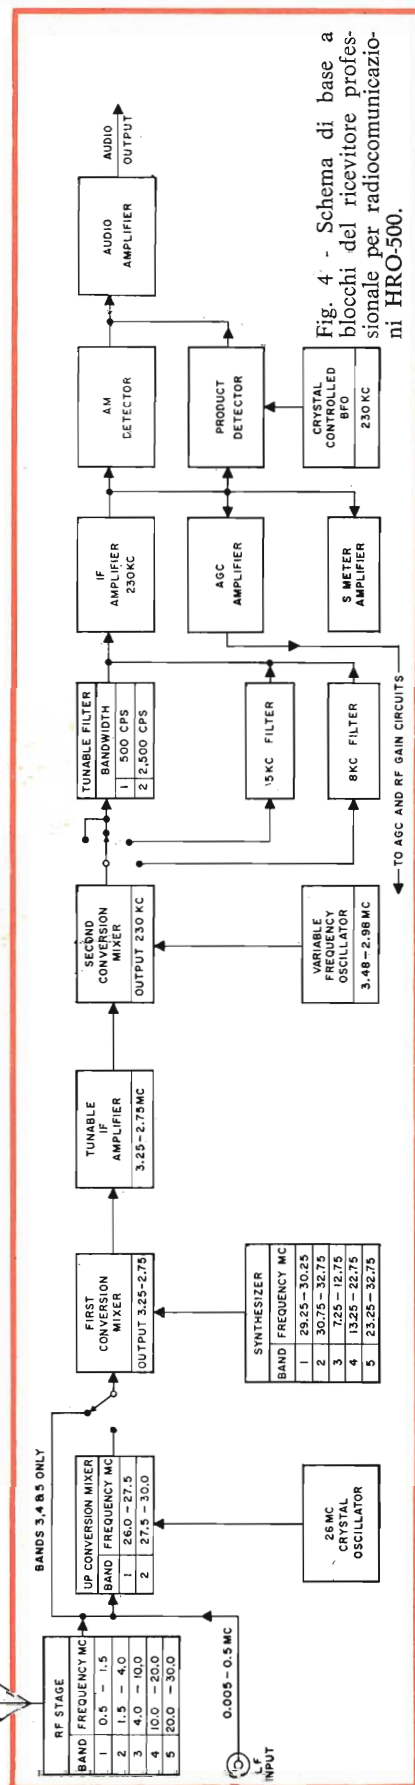 BANDS 3,4 & 5 ONLY
RF STAGE
BAND FREQUENCY MC
1 0.5 - 1.5
2 1.5 - 4.0
3 4.0 - 10.0
4 10.0 - 20.0
5 20.0 - 30.0
LF
INPUT
0.005 - 0.5 MC
UP CONVERSION MIXER
BAND FREQUENCY MC
1 26.0 - 27.5
2 27.5 - 30.0
26 MC
CRYSTAL
OSCILLATOR
FIRST
CONVERSION
MIXER
OUTPUT 3.25-2.75
SYNTHESIZER
BAND FREQUENCY MC
1 29.25 - 30.25
2 30.75 - 32.75
3 7.25 - 12.75
4 13.25 - 22.75
5 23.25 - 32.75
TUNABLE
IF
AMPLIFIER
3.25-2.75MC
SECOND
CONVERSION
MIXER
OUTPUT 230 KC
VARIABLE
FREQUENCY
OSCILLATOR
3.48-2.98 MC
TUNABLE FILTER
BANDWIDTH
1 500 CPS
2 2,500 CPS
5KC FILTER
8KC FILTER
TO AGC AND RF GAIN CIRCUITS
IF
AMPLIFIER
230KC
AGC
AMPLIFIER
S METER
AMPLIFIER
AM
DETECTOR
PRODUCT
DETECTOR
CRYSTAL
CONTROLLED
BFO
230 KC
AUDIO
AMPLIFIER
AUDIO
OUTPUT
Fig. 4 - Schema di base a
blocchi del ricevitore profes-
sionale per radiocomunicazio-
ni HRO-500.